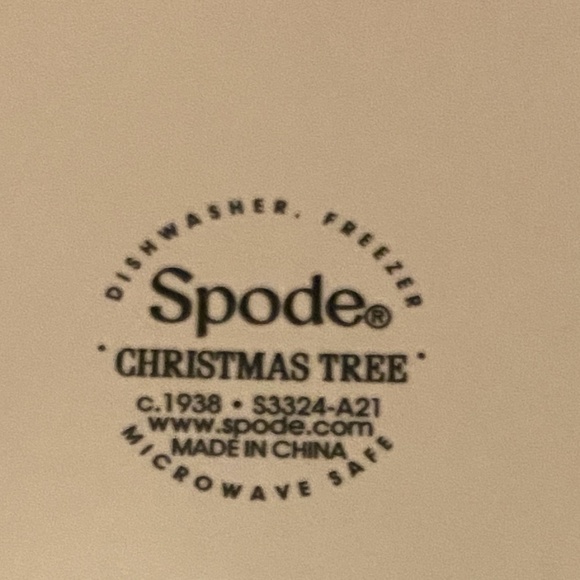 DISHWASHER. FREEZER
Spode®
• CHRISTMAS TREE •
c.1938 • S3324-A21
www.spode.com
MADE IN CHINA
MICROWAVE SAFE